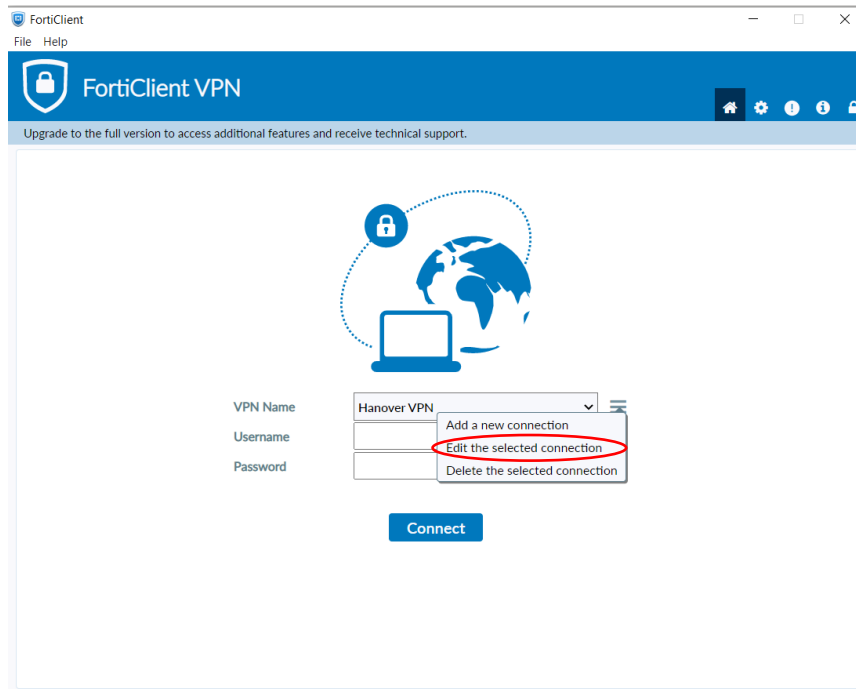 FortiClient
File Help
FortiClient VPN
Upgrade to the full version to access additional features and receive technical support.
VPN Name
Hanover VPN
Add a new connection
Username
Edit the selected connection
Password
Delete the selected connection
Connect